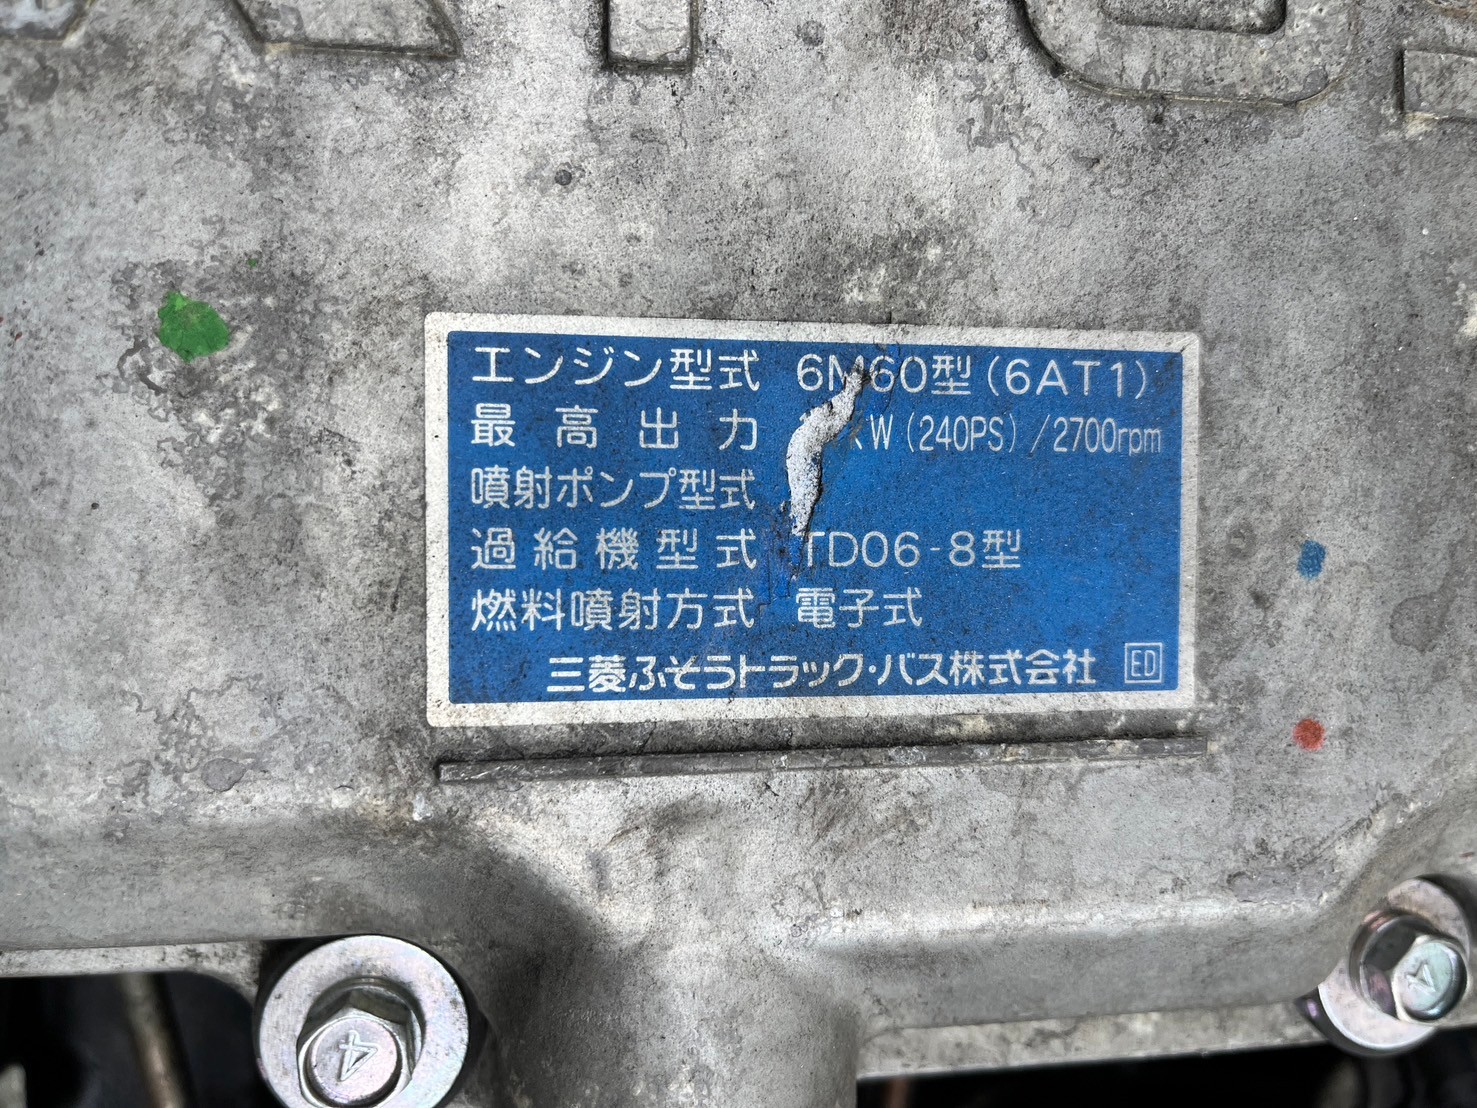 エンジン型式 6M60型(6AT1)
最高出力 kW(240PS)/2700rpm
噴射ポンプ型式
過給機型式 TD06-8型
燃料噴射方式 電子式
三菱ふそうトラック・バス株式会社 ED
4
4